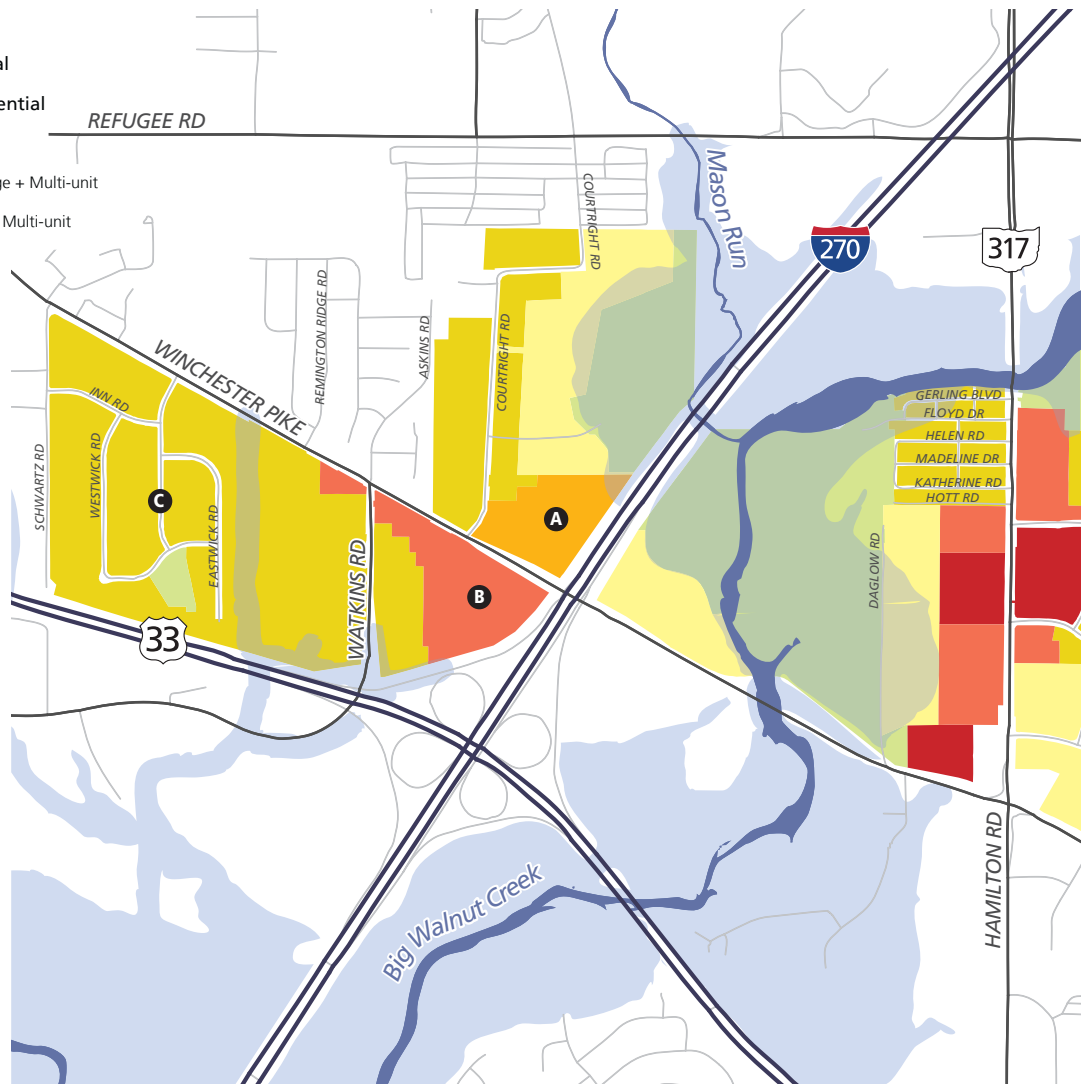 al
ential
REFUGEE RD
ge + Multi-unit
Multi-unit
COURTRIGHT RD
Mason Run
270
317
REMINGTON RIDGE RD
ASKINS RD
COURTRIGHT RD
WINCHESTER PIKE
INN RD
SCHWARTZ RD
WESTWICK RD
EASTWICK RD
C
A
B
WATKINS RD
33
GERLING BLVD
FLOYD DR
HELEN RD
MADELINE DR
KATHERINE RD
HOTT RD
DAGLOW RD
HAMILTON RD
Big Walnut Creek